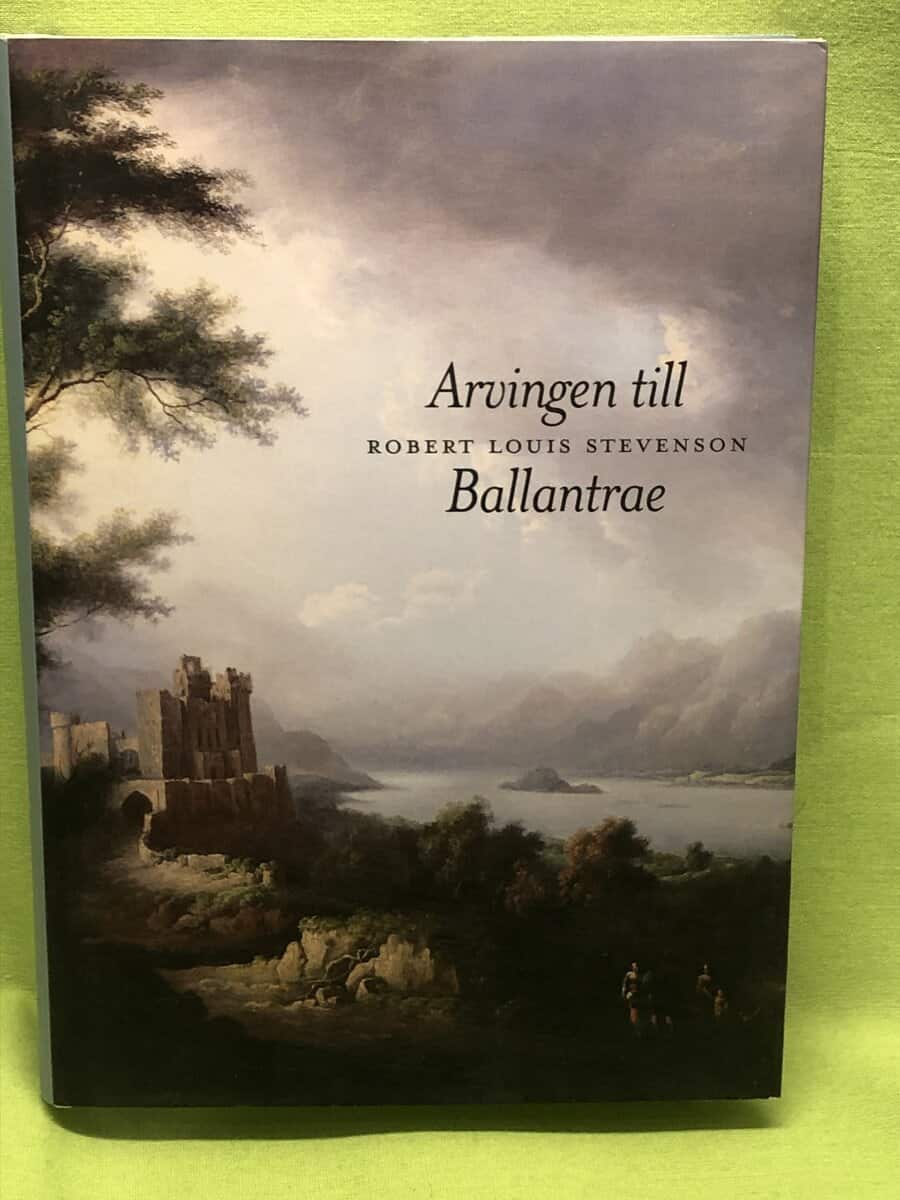 Arvingen till
ROBERT LOUIS STEVENSON
Ballantrae